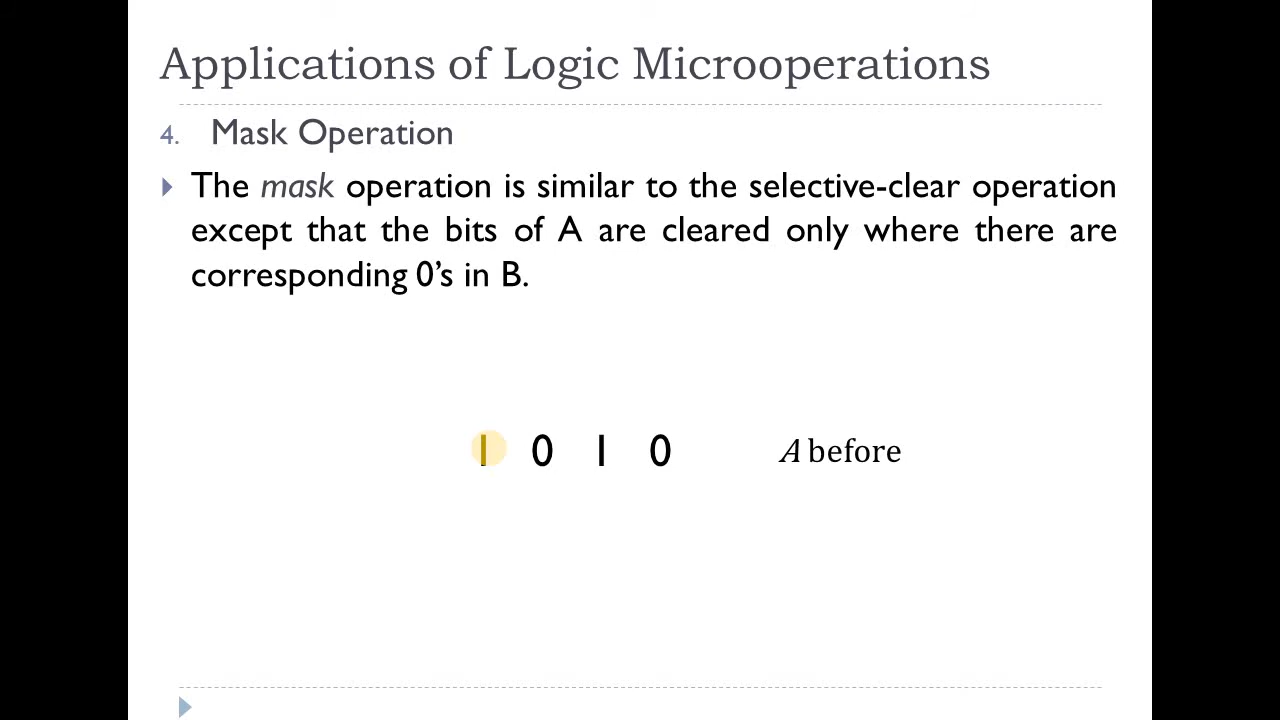 Applications of Logic Microoperations
4. Mask Operation
The mask operation is similar to the selective-clear operation
except that the bits of A are cleared only where there are
corresponding 0’s in B.
1 0 1 0 A before